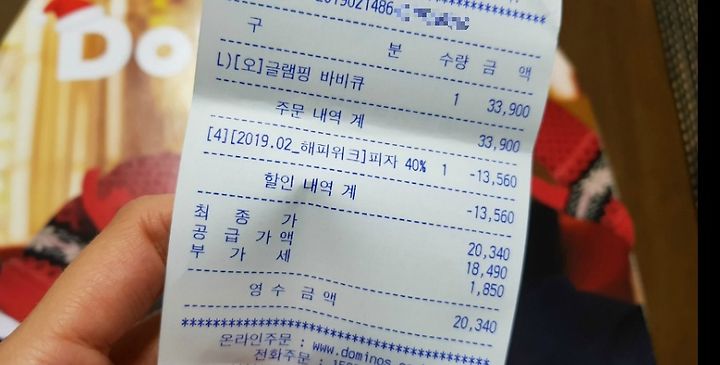 Do
2019021486
구 분 수량 금 액
L)[오]글램핑 바비큐 1 33,900
주문 내역 계 33,900
[4][2019.02_해피위크]피자 40% 1 -13,560
할인 내역 계 -13,560
최 종 가 20,340
공 급 가 액 18,490
부 가 세 1,850
영 수 금 액 20,340
************************************
온라인주문 : www.dominos.
전화주문 :